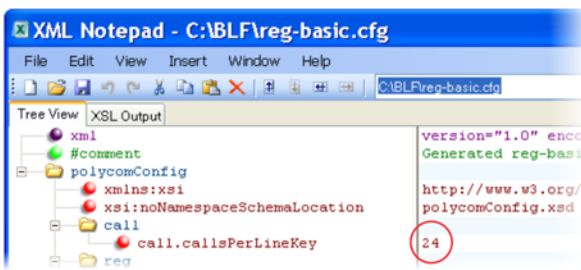 XML Notepad - C:\BLF\reg-basic.cfg
File Edit View Insert Window Help
C:\BLF\reg-basic.cfg
Tree View XSL Output
xml version="1.0" enco
#comment Generated reg-basi
polycomConfig
xmlns:xsi http://www.w3.org/
xsi:noNamespaceSchemaLocation polycomConfig.xsd
call
call.callsPerLineKey 24
reg